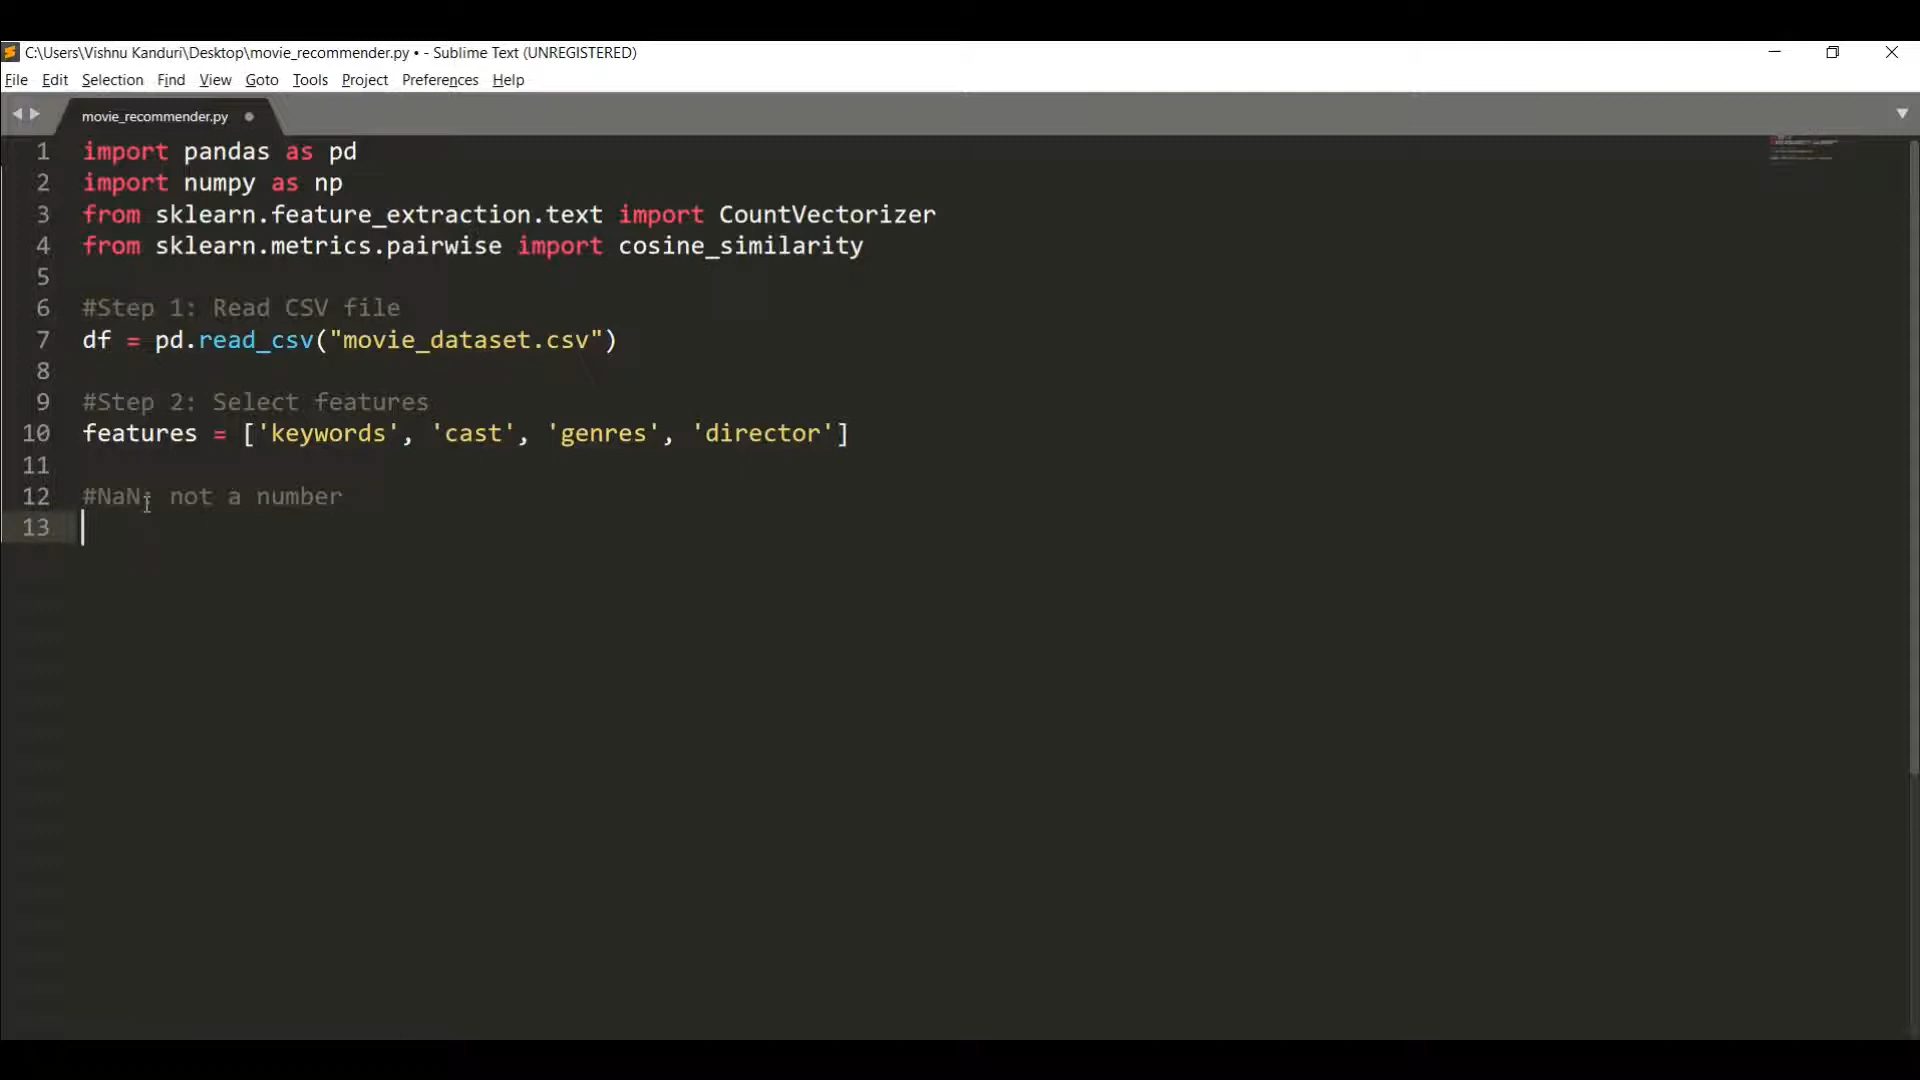 C:\Users\Vishnu Kanduri\Desktop\movie_recommender.py • - Sublime Text (UNREGISTERED)
File Edit Selection Find View Goto Tools Project Preferences Help
movie_recommender.py
1 import pandas as pd
2 import numpy as np
3 from sklearn.feature_extraction.text import CountVectorizer
4 from sklearn.metrics.pairwise import cosine_similarity
5
6 #Step 1: Read CSV file
7 df = pd.read_csv("movie_dataset.csv")
8
9 #Step 2: Select features
10 features = ['keywords', 'cast', 'genres', 'director']
11
12 #NaN: not a number
13